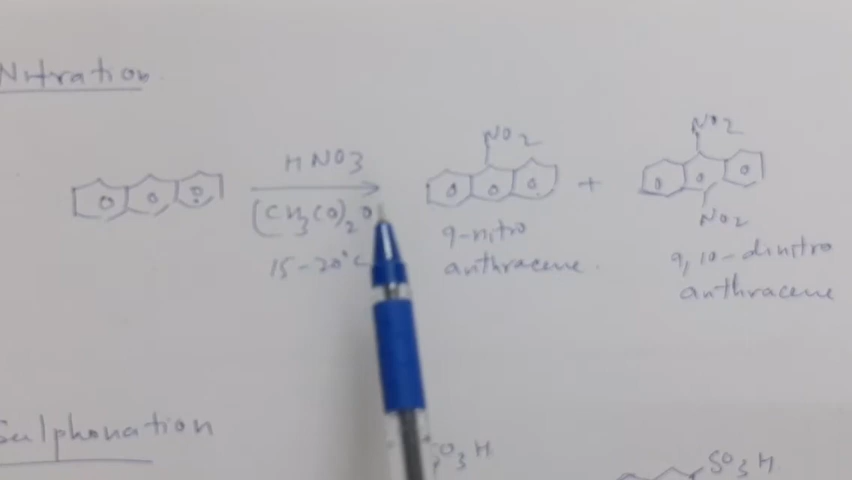 Nitration
HNO3
(CH3CO)2O
15-20°C
NO2
+
NO2
NO2
9-nitro
anthracene.
9,10-dinitro
anthracene
Sulphonation
SO3H
SO3H